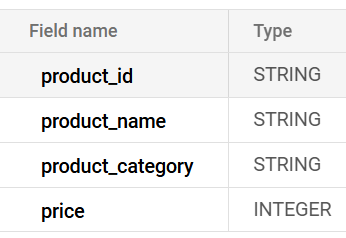 Field name Type
product_id STRING
product_name STRING
product_category STRING
price INTEGER